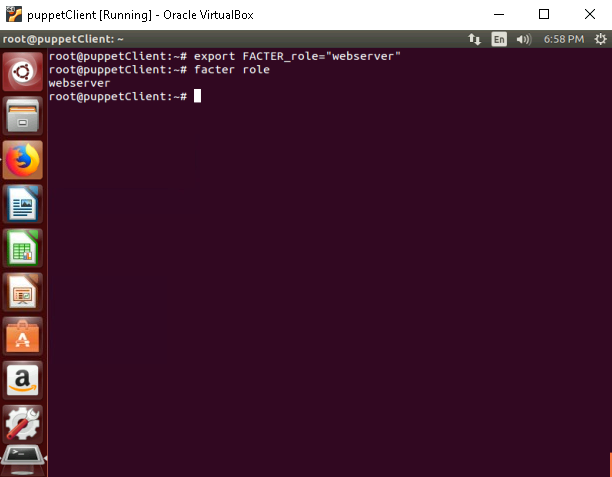 puppetClient [Running] - Oracle VirtualBox
root@puppetClient: ~
En
6:58 PM
root@puppetClient:~# export FACTER_role="webserver"
root@puppetClient:~# facter role
webserver
root@puppetClient:~#